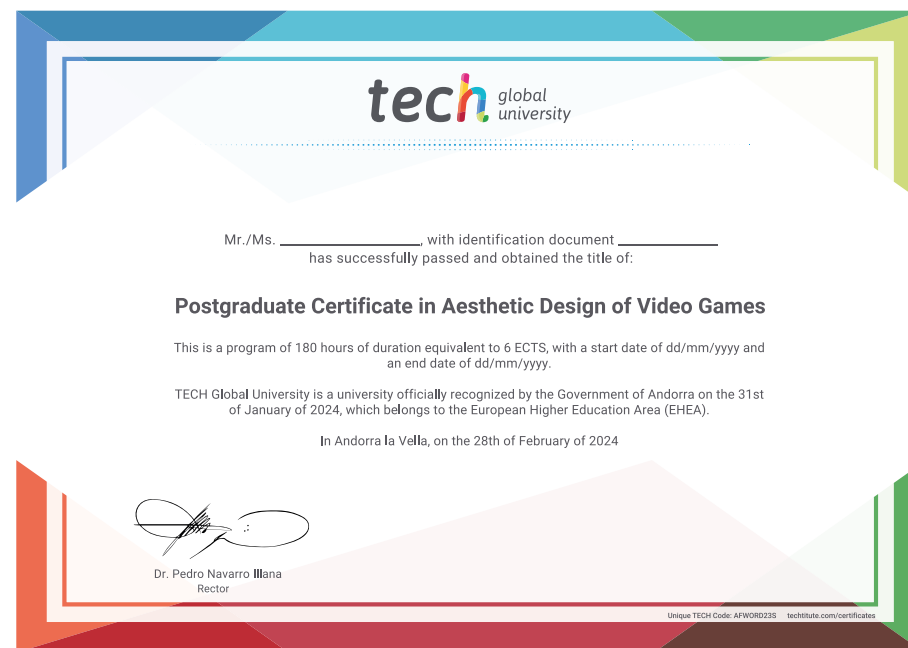 tech global
university
Mr./Ms. ____________________, with identification document ______________
has successfully passed and obtained the title of:
Postgraduate Certificate in Aesthetic Design of Video Games
This is a program of 180 hours of duration equivalent to 6 ECTS, with a start date of dd/mm/yyyy and
an end date of dd/mm/yyyy.
TECH Global University is a university officially recognized by the Government of Andorra on the 31st
of January of 2024, which belongs to the European Higher Education Area (EHEA).
In Andorra la Vella, on the 28th of February of 2024
Dr. Pedro Navarro Illana
Rector
Unique TECH Code: AFWORD23S techtitute.com/certificates